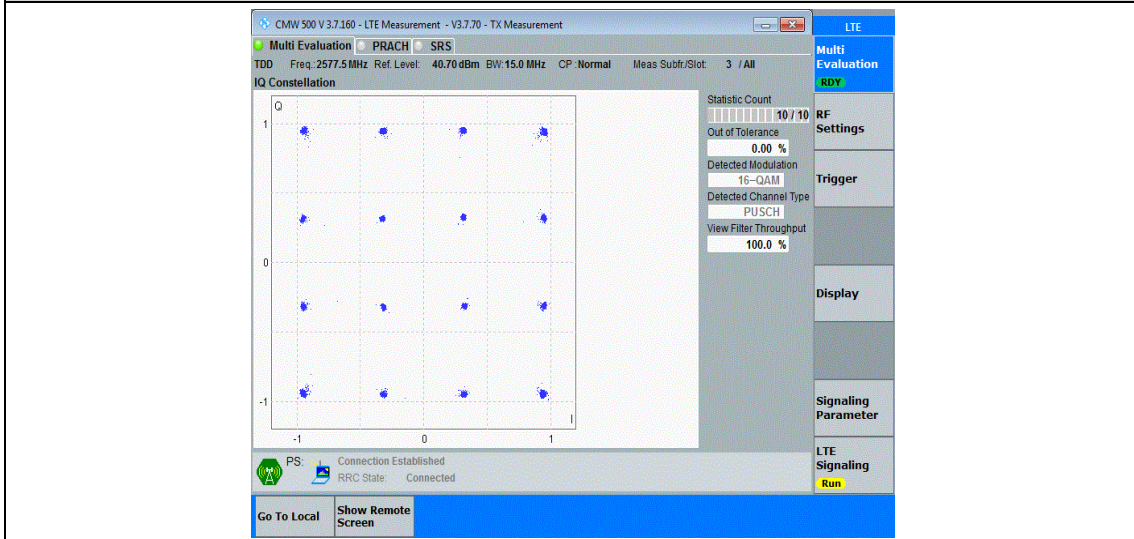 CMW 500 V 3.7.160 - LTE Measurement - V3.7.70 - TX Measurement
LTE
Multi Evaluation PRACH SRS
Multi
Evaluation
RDY
TDD Freq.:2577.5 MHz Ref. Level: 40.70 dBm BW:15.0 MHz CP :Normal Meas Subfr./Slot: 3 / All
IQ Constellation
Q
1
0
-1
-1 0 1
I
Statistic Count
10 / 10
Out of Tolerance
0.00 %
Detected Modulation
16-QAM
Detected Channel Type
PUSCH
View Filter Throughput
100.0 %
RF
Settings
Trigger
Display
Signaling
Parameter
LTE
Signaling
Run
PS: Connection Established
RRC State: Connected
Go To Local
Show Remote
Screen